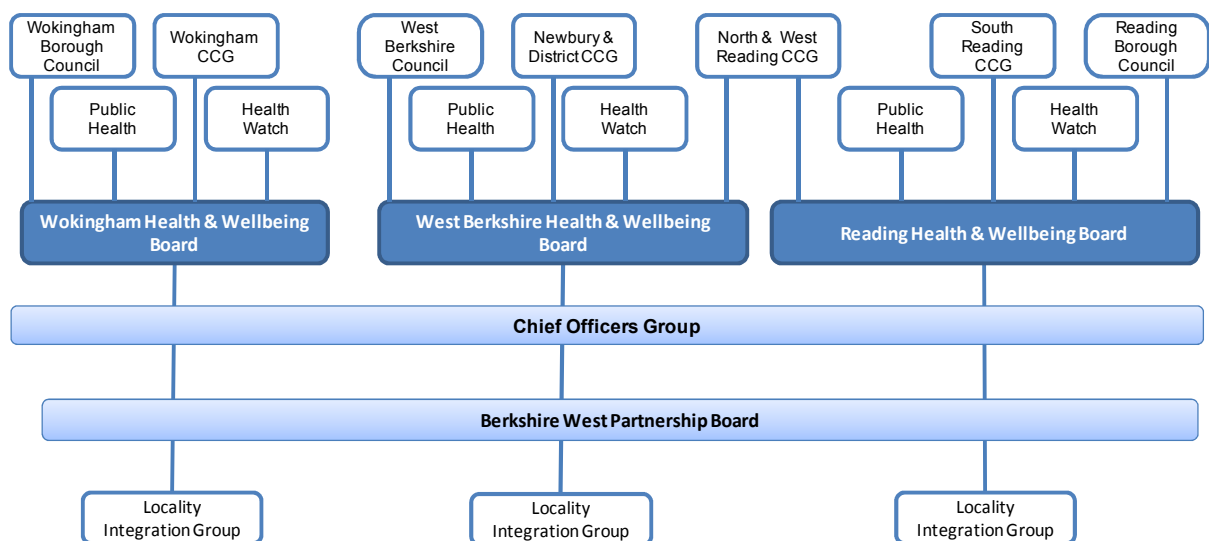 Wokingham
Borough
Council
Wokingham
CCG
West
Berkshire
Council
Newbury &
District CCG
North & West
Reading CCG
South
Reading
CCG
Reading
Borough
Council
Public
Health
Health
Watch
Public
Health
Health
Watch
Public
Health
Health
Watch
Wokingham Health & Wellbeing
Board
West Berkshire Health & Wellbeing
Board
Reading Health & Wellbeing Board
Chief Officers Group
Berkshire West Partnership Board
Locality
Integration Group
Locality
Integration Group
Locality
Integration Group